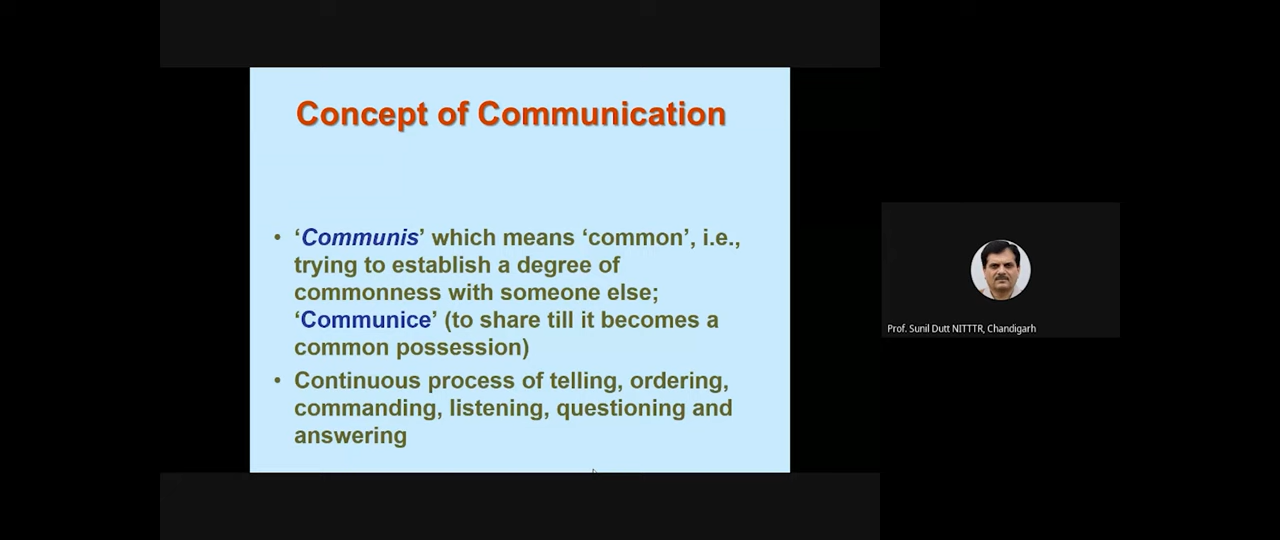 Concept of Communication
• ‘Communis’ which means ‘common’, i.e.,
trying to establish a degree of
commonness with someone else;
‘Communice’ (to share till it becomes a
common possession)
• Continuous process of telling, ordering,
commanding, listening, questioning and
answering
Prof. Sunil Dutt NITTTR, Chandigarh